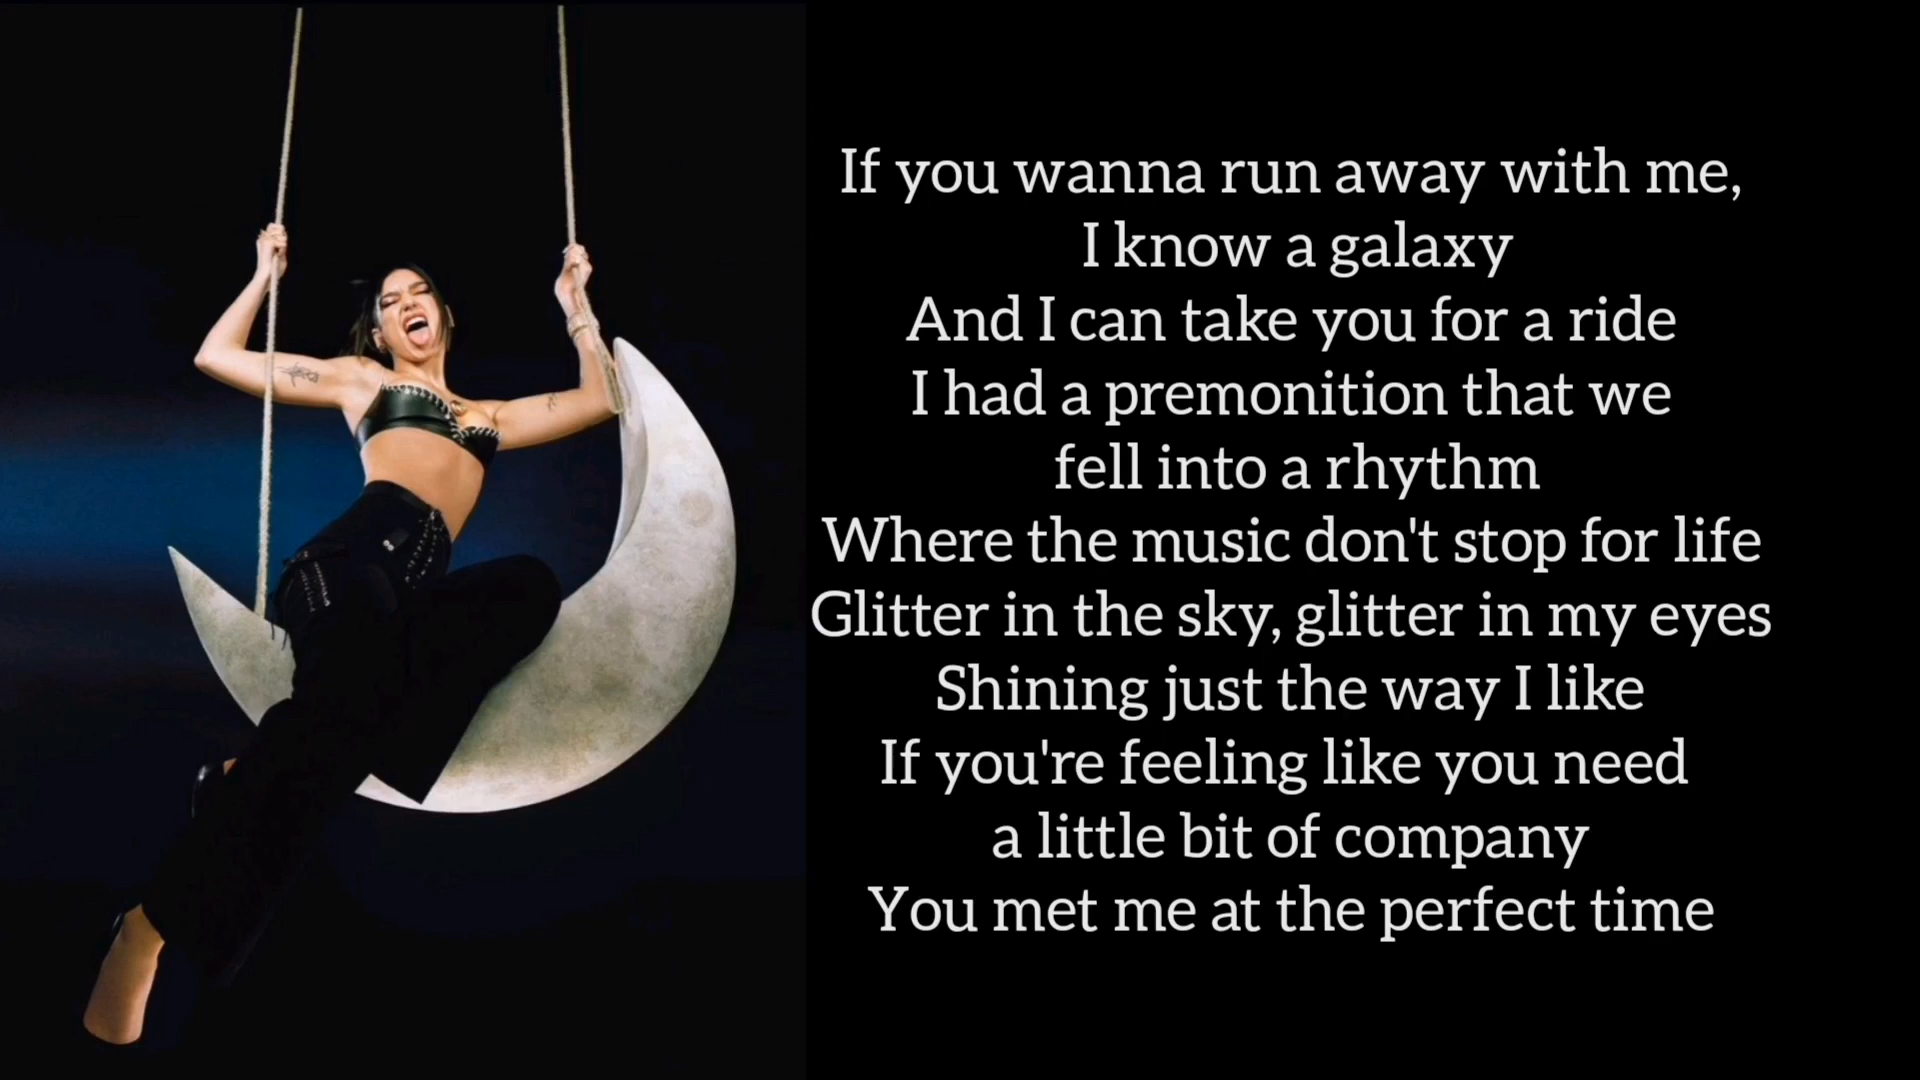 If you wanna run away with me,
I know a galaxy
And I can take you for a ride
I had a premonition that we
fell into a rhythm
Where the music don't stop for life
Glitter in the sky, glitter in my eyes
Shining just the way I like
If you're feeling like you need
a little bit of company
You met me at the perfect time